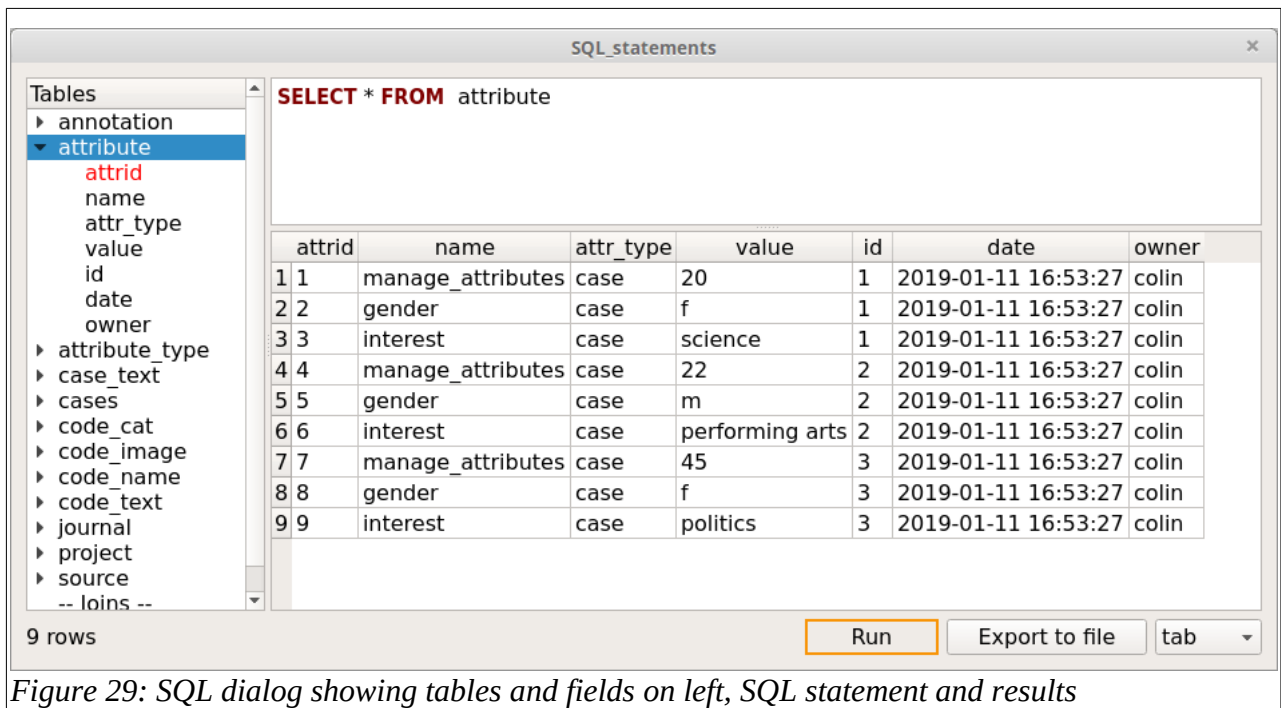 SQL_statements ×
Tables
annotation
attribute
attrid
name
attr_type
value
id
date
owner
attribute_type
case_text
cases
code_cat
code_image
code_name
code_text
journal
project
source
-- Joins --
SELECT * FROM attribute
attrid name attr_type value id date owner
1 1 manage_attributes case 20 1 2019-01-11 16:53:27 colin
2 2 gender case f 1 2019-01-11 16:53:27 colin
3 3 interest case science 1 2019-01-11 16:53:27 colin
4 4 manage_attributes case 22 2 2019-01-11 16:53:27 colin
5 5 gender case m 2 2019-01-11 16:53:27 colin
6 6 interest case performing arts 2 2019-01-11 16:53:27 colin
7 7 manage_attributes case 45 3 2019-01-11 16:53:27 colin
8 8 gender case f 3 2019-01-11 16:53:27 colin
9 9 interest case politics 3 2019-01-11 16:53:27 colin
9 rows Run Export to file tab
Figure 29: SQL dialog showing tables and fields on left, SQL statement and results